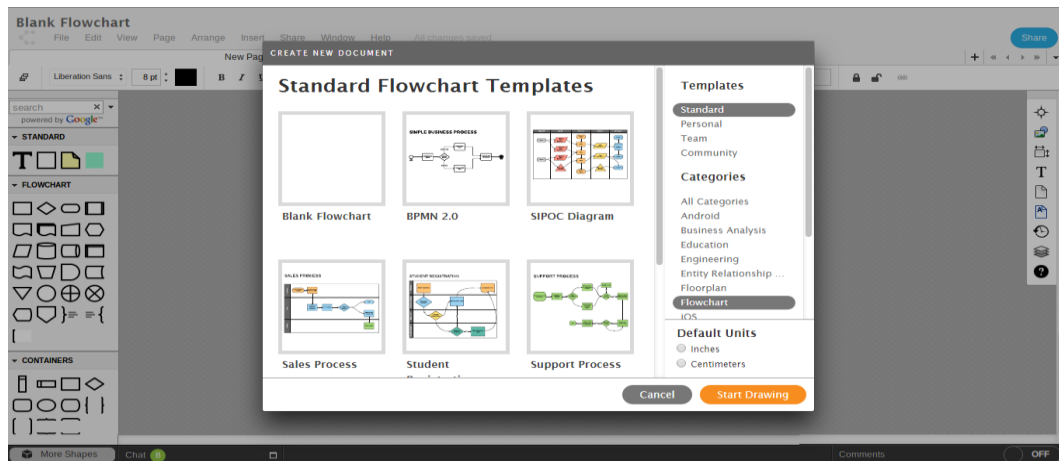 Blank Flowchart
File Edit View Page Arrange Insert Share Window Help All changes saved
Share
New Pag
Liberation Sans 8 pt B I U
search
powered by Google™
STANDARD
T
FLOWCHART
CONTAINERS
More Shapes
Chat
CREATE NEW DOCUMENT
Standard Flowchart Templates
SIMPLE BUSINESS PROCESS
Blank Flowchart BPMN 2.0 SIPOC Diagram
SALES PROCESS STUDENT REGISTRATION SUPPORT PROCESS
Sales Process Student Support Process
Templates
Standard
Personal
Team
Community
Categories
All Categories
Android
Business Analysis
Education
Engineering
Entity Relationship ...
Floorplan
Flowchart
iOS
Default Units
Inches
Centimeters
Cancel Start Drawing
T
Comments
OFF